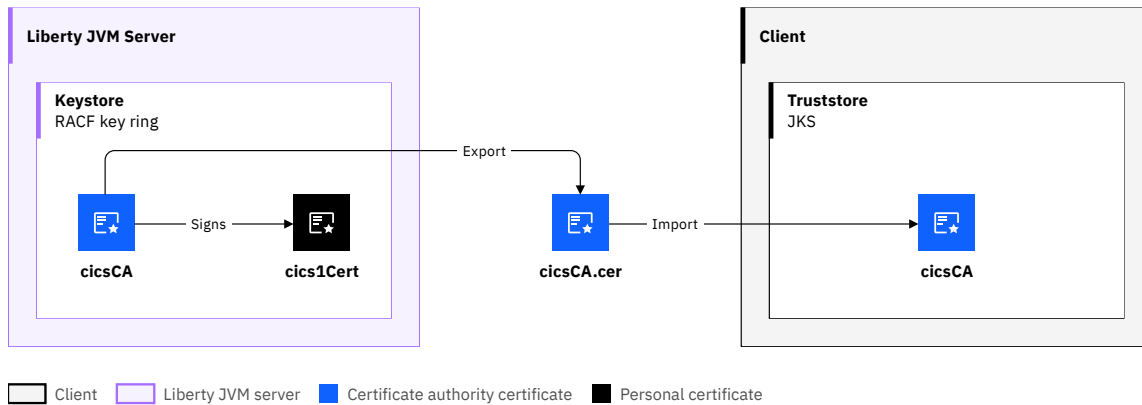 Liberty JVM Server
Client
Keystore
RACF key ring
Truststore
JKS
Export
Signs
Import
cicsCA
cics1Cert
cicsCA.cer
cicsCA
Client
Liberty JVM server
Certificate authority certificate
Personal certificate